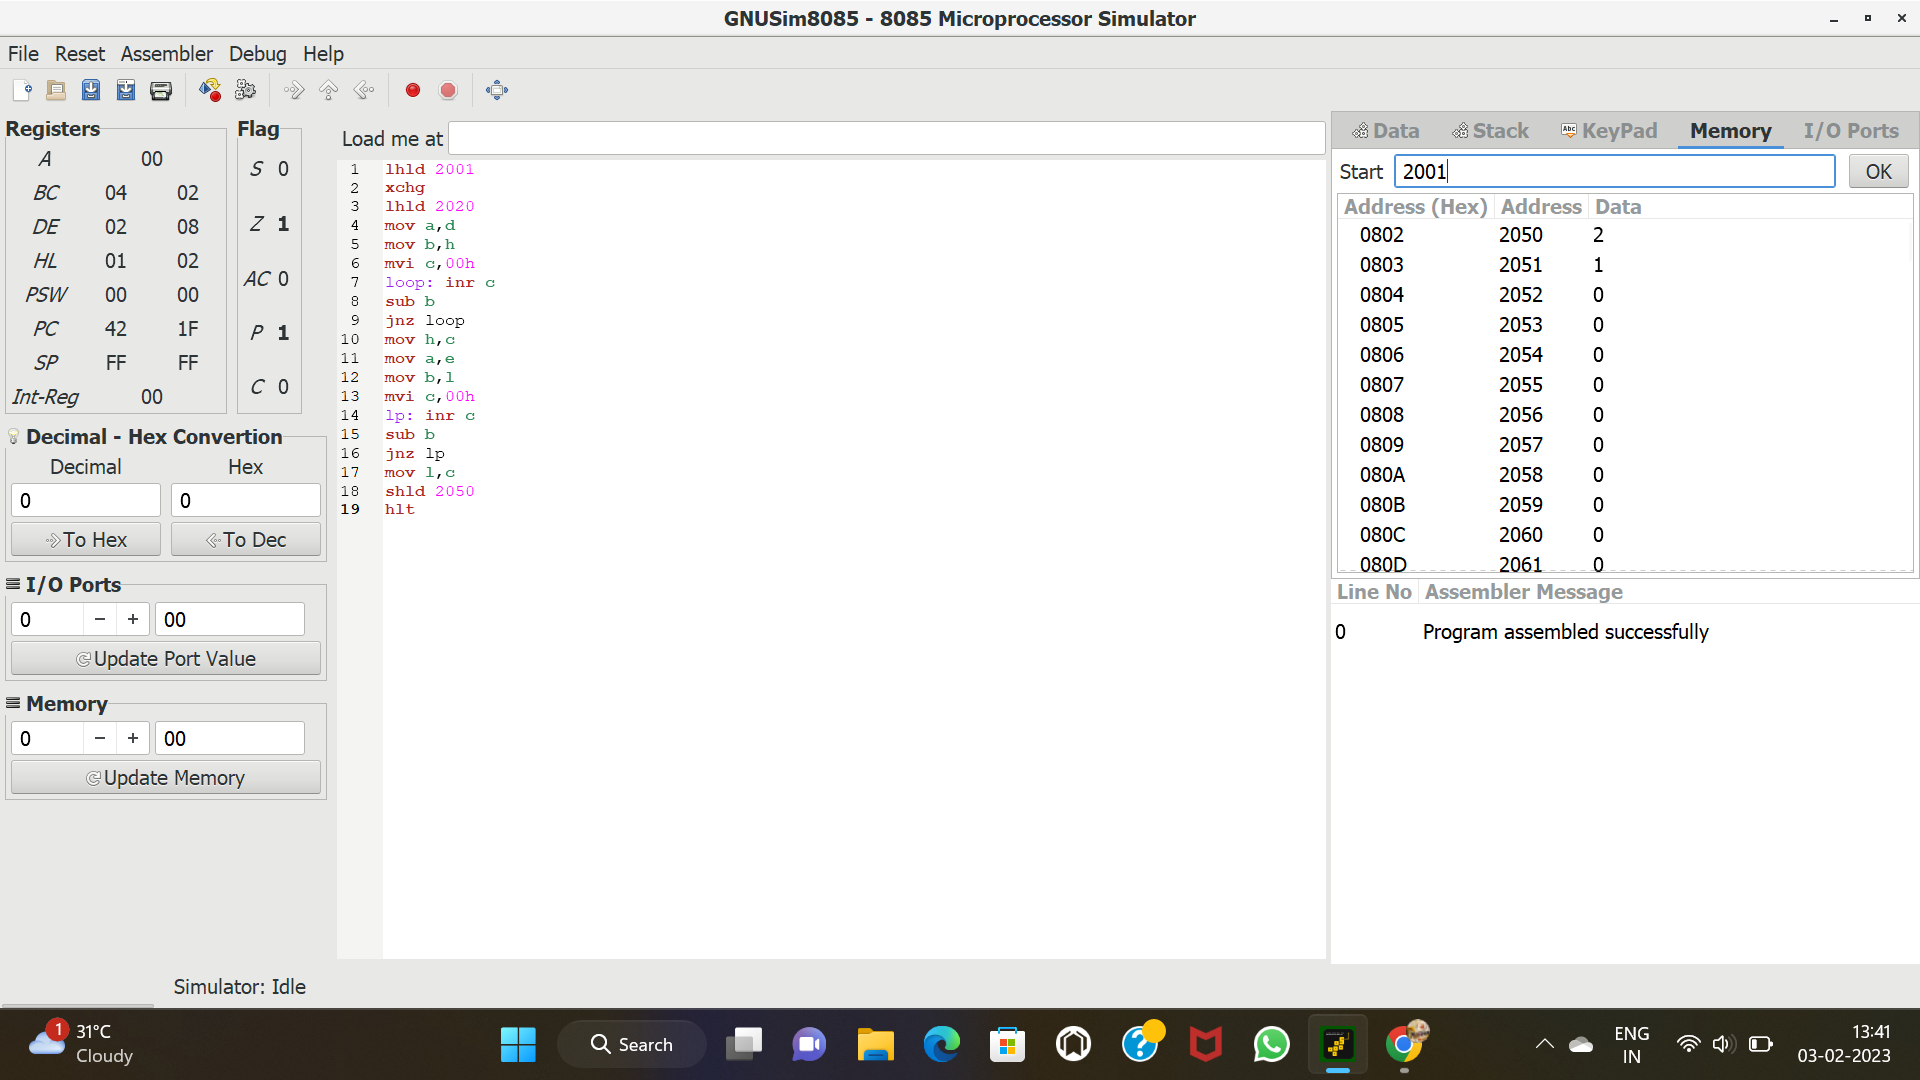 GNUSim8085 - 8085 Microprocessor Simulator
File Reset Assembler Debug Help
Registers
A 00
BC 04 02
DE 02 08
HL 01 02
PSW 00 00
PC 42 1F
SP FF FF
Int-Reg 00
Flag
S 0
Z 1
AC 0
P 1
C 0
Decimal - Hex Convertion
Decimal Hex
0 0
To Hex To Dec
I/O Ports
0 − + 00
Update Port Value
Memory
0 − + 00
Update Memory
Simulator: Idle
Load me at
1 lhld 2001
2 xchg
3 lhld 2020
4 mov a,d
5 mov b,h
6 mvi c,00h
7 loop: inr c
8 sub b
9 jnz loop
10 mov h,c
11 mov a,e
12 mov b,l
13 mvi c,00h
14 lp: inr c
15 sub b
16 jnz lp
17 mov l,c
18 shld 2050
19 hlt
Data Stack Abc KeyPad Memory I/O Ports
Start 2001 OK
Address (Hex) Address Data
0802 2050 2
0803 2051 1
0804 2052 0
0805 2053 0
0806 2054 0
0807 2055 0
0808 2056 0
0809 2057 0
080A 2058 0
080B 2059 0
080C 2060 0
080D 2061 0
Line No Assembler Message
0 Program assembled successfully
1 31°C
Cloudy
Search
ENG
IN
13:41
03-02-2023